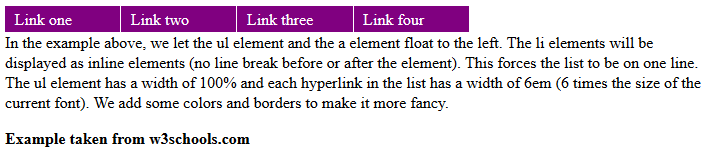 Link one Link two Link three Link four
In the example above, we let the ul element and the a element float to the left. The li elements will be
displayed as inline elements (no line break before or after the element). This forces the list to be on one line.
The ul element has a width of 100% and each hyperlink in the list has a width of 6em (6 times the size of the
current font). We add some colors and borders to make it more fancy.
Example taken from w3schools.com